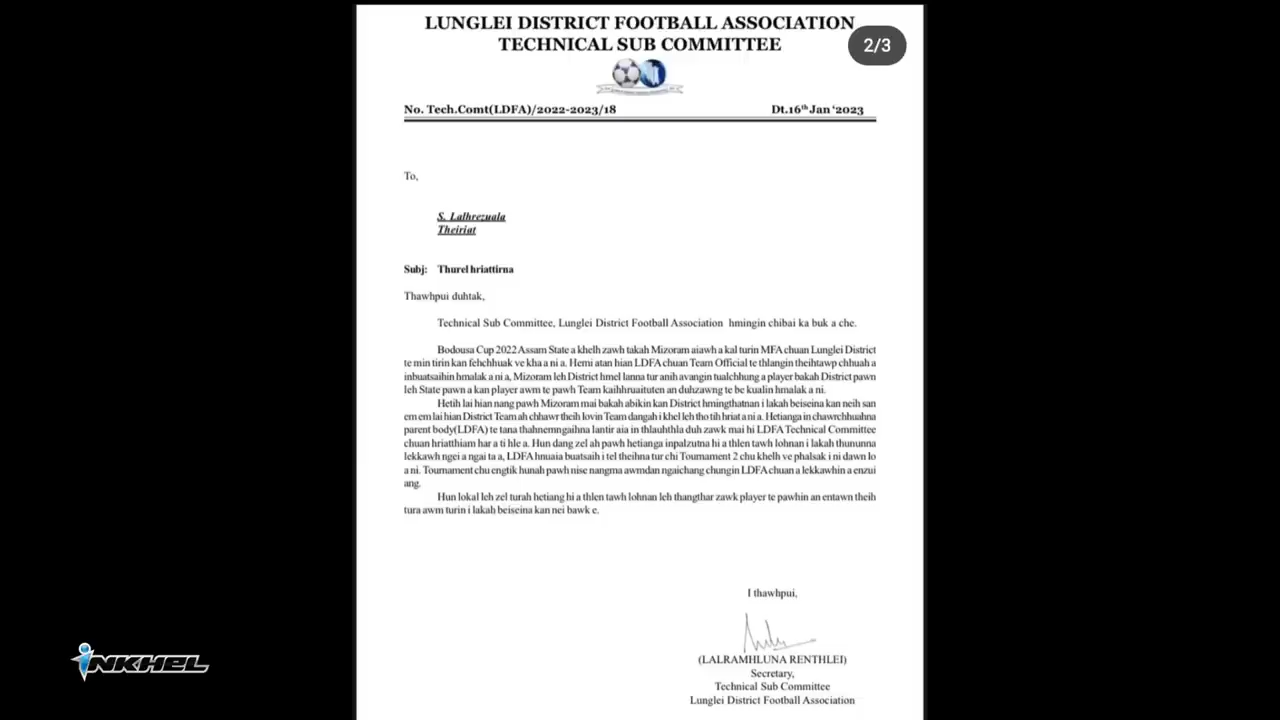 LUNGLEI DISTRICT FOOTBALL ASSOCIATION
TECHNICAL SUB COMMITTEE
2/3
No. Tech.Comt(LDFA)/2022-2023/18 Dt.16th Jan ‘2023
To,
S. Lalhrezuala
Theiriat
Subj: Thurel hriattirna
Thawhpui duhtak,
Technical Sub Committee, Lunglei District Football Association hmingin chibai ka buk a che.
Bodousa Cup 2022 Assam State a khelh zawh takah Mizoram aiawh a kal turin MFA chuan Lunglei District
te min tirin kan fehchhuak ve kha a ni a. Hemi atan hian LDFA chuan Team Official te thlangin theihtawp chhuah a
inbuatsaihin hmalak a ni a, Mizoram leh District hmel lanna tur anih avangin tualchhung a player bakah District pawn
leh State pawn a kan player awm te pawh Team kaihhruaituten an duhzawng te be kualin hmalak a ni.
Hetih lai hian nang pawh Mizoram mai bakah abikin kan District hmingthatnan i lakah beiseina kan neih san
em em lai hian District Team ah chhawr theih lovin Team dangah i khel leh tho tih hriat a ni a. Hetianga in chawrchhuahna
parent body(LDFA) te tana thahnemngaihna lantir aia in thlauhthla duh zawk mai hi LDFA Technical Committee
chuan hriatthiam har a ti hle a. Hun dang zel ah pawh hetianga inpalzutna hi a thlen tawh lohnan i lakah thununna
lekkawh ngei a ngai ta a, LDFA hnuaia buatsaih i tel theihna tur chi Tournament 2 chu khelh ve phalsak i ni dawn lo
a ni. Tournament chu engtik hunah pawh nise nangma awmdan ngaichang chungin LDFA chuan a lekkawhin a enzui
ang.
Hun lokal leh zel turah hetiang hi a thlen tawh lohnan leh thangthar zawk player te pawhin an entawn theih
tura awm turin i lakah beiseina kan nei bawk e.
I thawhpui,
(LALRAMHLUNA RENTHLEI)
Secretary,
Technical Sub Committee
Lunglei District Football Association
iNKHEL